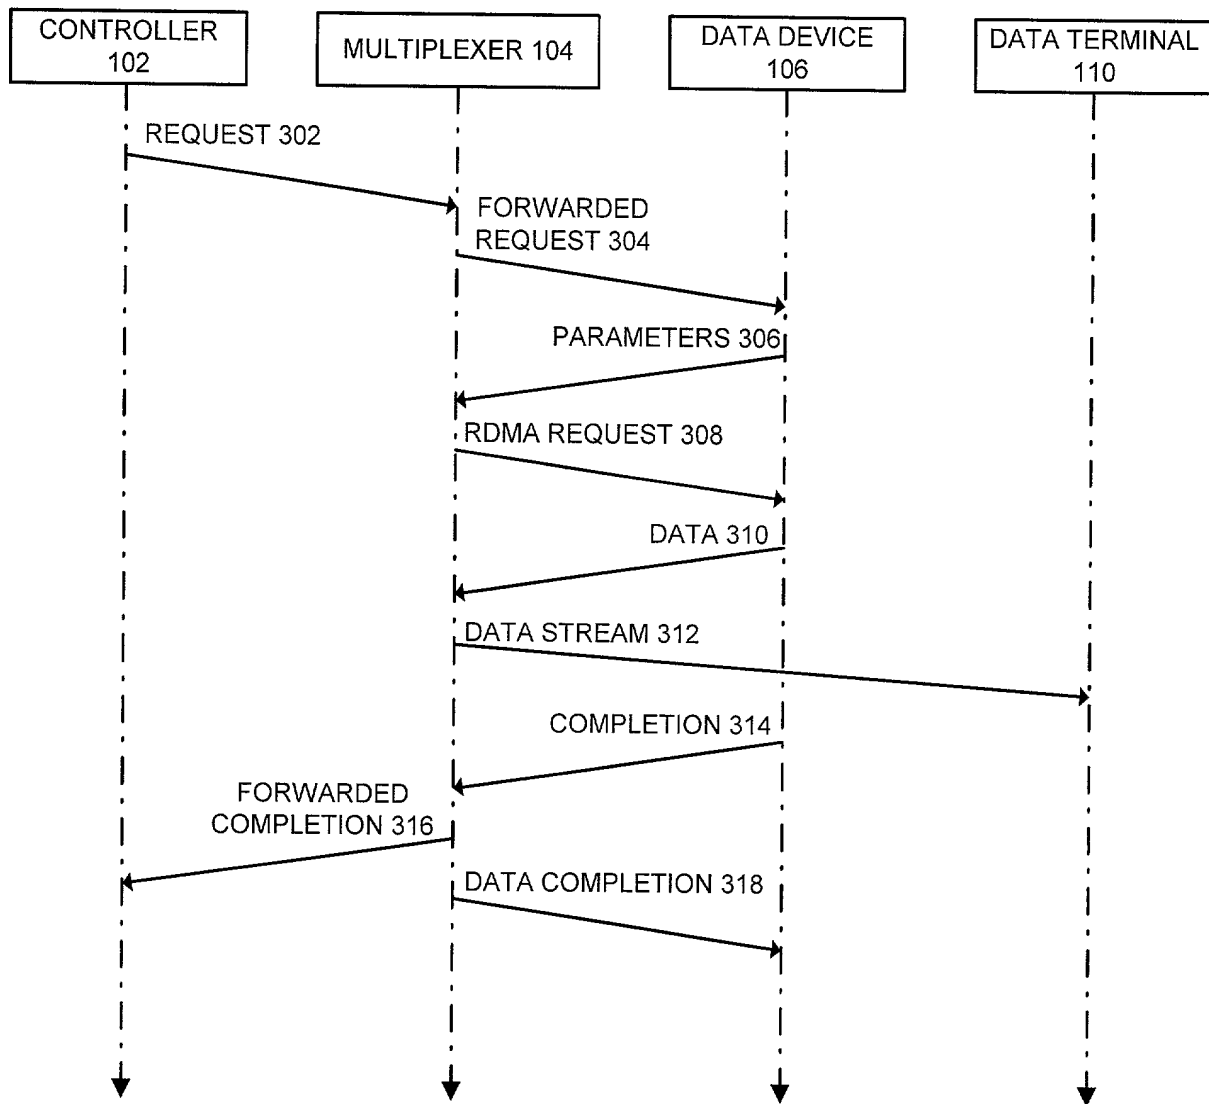 CONTROLLER
102
MULTIPLEXER 104
DATA DEVICE
106
DATA TERMINAL
110
REQUEST 302
FORWARDED
REQUEST 304
PARAMETERS 306
RDMA REQUEST 308
DATA 310
DATA STREAM 312
COMPLETION 314
FORWARDED
COMPLETION 316
DATA COMPLETION 318